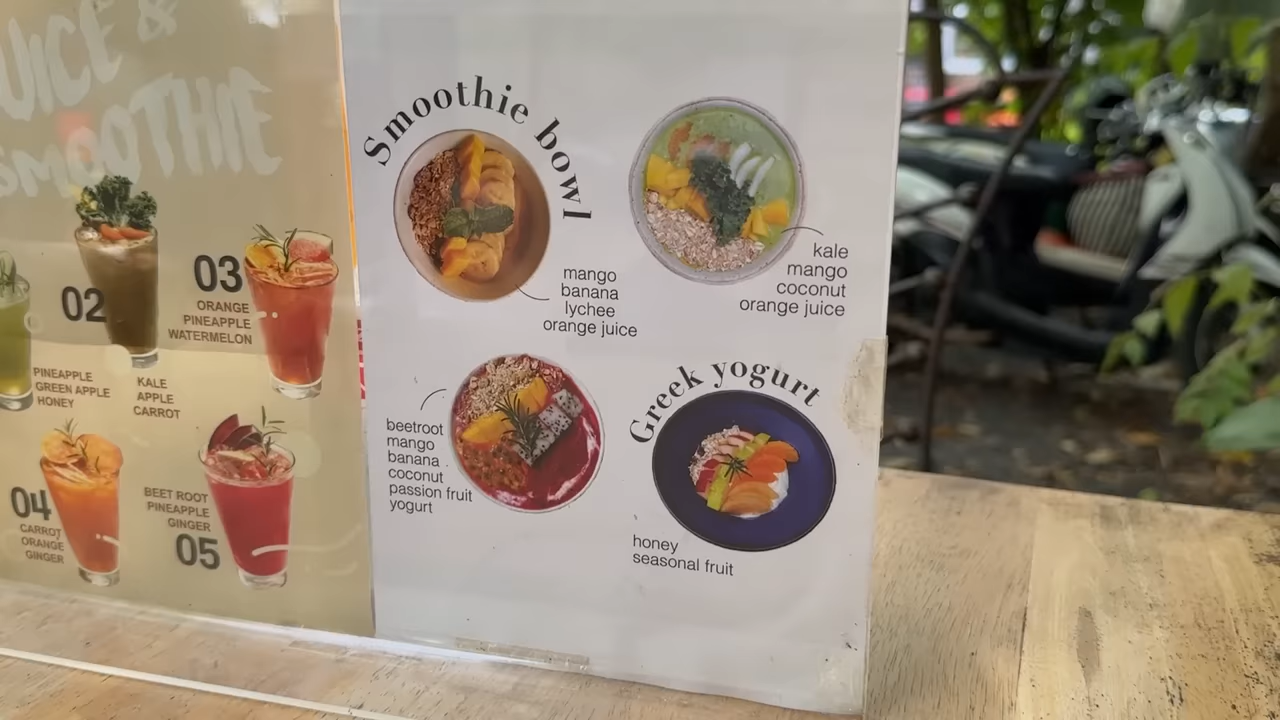 UICE &
SMOOTHIE
02
KALE
APPLE
CARROT
03
ORANGE
PINEAPPLE
WATERMELON
PINEAPPLE
GREEN APPLE
HONEY
04
CARROT
ORANGE
GINGER
BEET ROOT
PINEAPPLE
GINGER
05
Smoothie bowl
mango
banana
lychee
orange juice
kale
mango
coconut
orange juice
beetroot
mango
banana
coconut
passion fruit
yogurt
Greek yogurt
honey
seasonal fruit